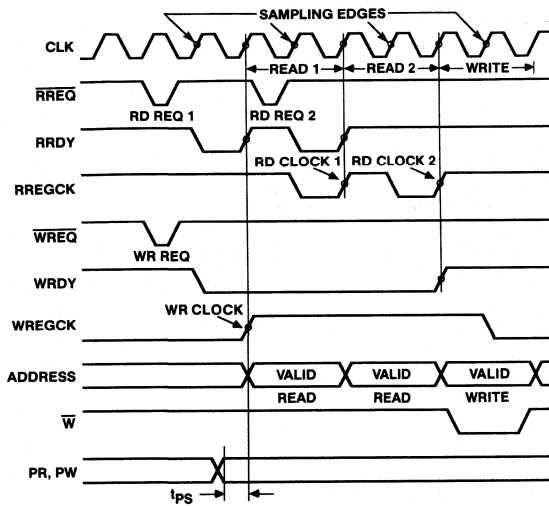 SAMPLING EDGES
CLK
READ 1 READ 2 WRITE
RREQ
RD REQ 1 RD REQ 2
RRDY
RD CLOCK 1 RD CLOCK 2
RREGCK
WREQ
WR REQ
WRDY
WR CLOCK
WREGCK
ADDRESS VALID VALID VALID
READ READ WRITE
W
PR, PW
tPS